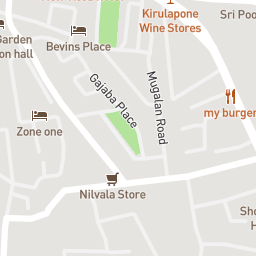 Kirulapone
Wine Stores
Sri Poo
Garden
on hall
Bevins Place
Gajaba Place
Mugalan Road
my burger
Zone one
Nilvala Store
Sho
H